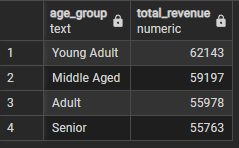 age_group total_revenue
text numeric
1 Young Adult 62143
2 Middle Aged 59197
3 Adult 55978
4 Senior 55763